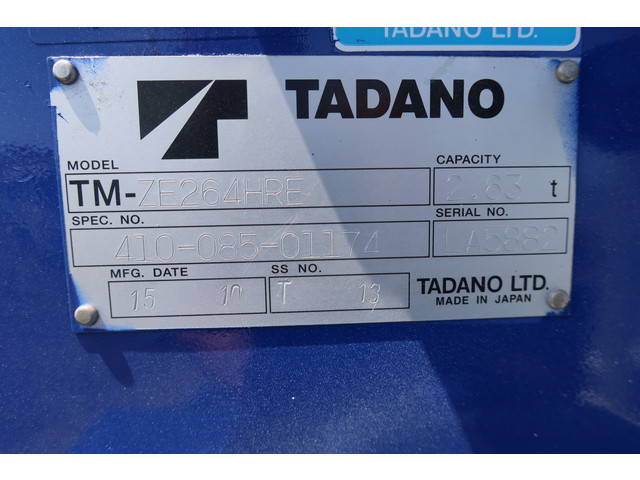 TADANO LTD.
TADANO
MODEL
CAPACITY
TM-ZE264HRE
2.63 t
SPEC. NO.
SERIAL NO.
410-085-01174
LA5882
MFG. DATE
SS NO.
15 10
T 13
TADANO LTD.
MADE IN JAPAN